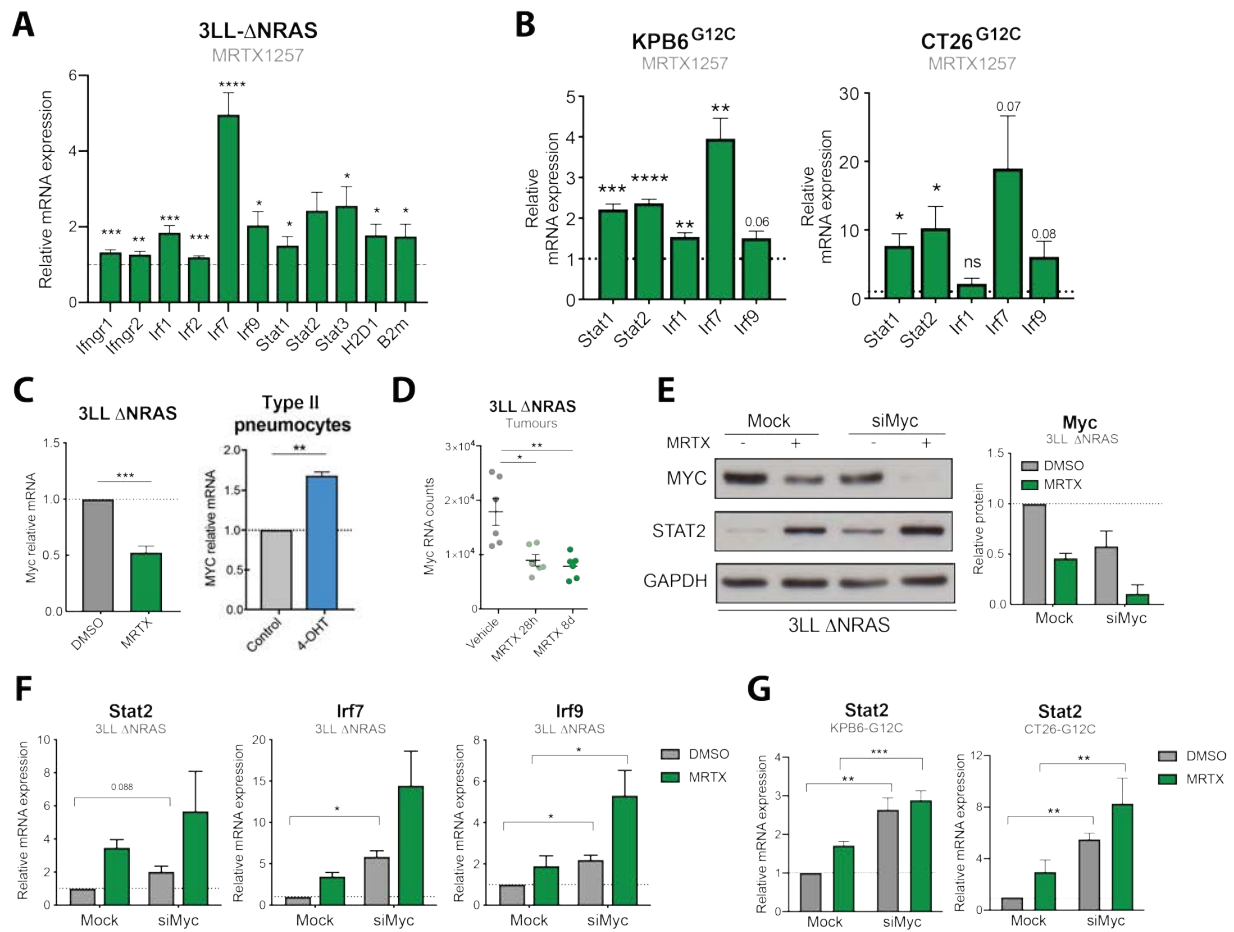 A
3LL-ΔNRAS
MRTX1257
Relative mRNA expression
6
4
2
0
****
***
**
***
***
*
*
*
*
*
Ifngr1
Ifngr2
Irf1
Irf2
Irf7
Irf9
Stat1
Stat2
Stat3
H2D1
B2m
B
KPB6 G12C
MRTX1257
Relative
mRNA expression
5
4
3
2
1
0
***
****
**
**
0.06
Stat1
Stat2
Irf1
Irf7
Irf9
CT26 G12C
MRTX1257
Relative
mRNA expression
30
20
10
0
*
*
ns
0.07
0.08
Stat1
Stat2
Irf1
Irf7
Irf9
C
3LL ΔNRAS
Myc relative mRNA
1.5
1.0
0.5
0.0
***
DMSO
MRTX
Type II
pneumocytes
MYC relative mRNA
2.0
1.5
1.0
0.5
0.0
**
Control
4-OHT
D
3LL ΔNRAS
Tumours
Myc RNA counts
3×10⁴
2×10⁴
1×10⁴
0
**
*
Vehicle
MRTX 28h
MRTX 8d
E
Mock siMyc
MRTX - + - +
MYC
STAT2
GAPDH
3LL ΔNRAS
Myc
3LL ΔNRAS
Relative protein
1.5
1.0
0.5
0.0
DMSO
MRTX
Mock siMyc
F
Stat2
3LL ΔNRAS
Relative mRNA expression
10
8
6
4
2
0
0 088
Mock siMyc
Irf7
3LL ΔNRAS
Relative mRNA expression
20
15
10
5
0
*
Mock siMyc
Irf9
3LL ΔNRAS
Relative mRNA expression
8
6
4
2
0
*
*
Mock siMyc
DMSO
MRTX
G
Stat2
KPB6-G12C
Relative mRNA expression
4
3
2
1
0
***
**
Mock siMyc
Stat2
CT26-G12C
Relative mRNA expression
12
8
4
0
**
**
Mock siMyc
DMSO
MRTX